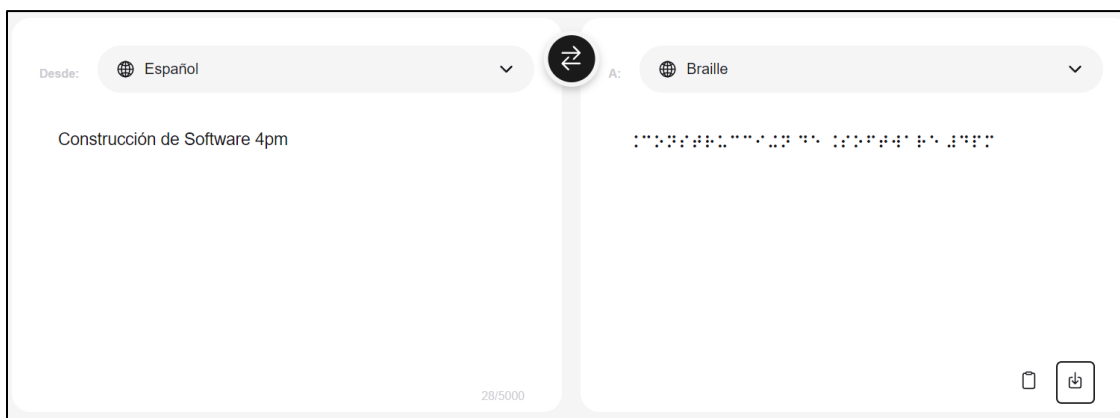 Desde: Español
A: Braille
Construcción de Software 4pm
⠨⠉⠕⠝⠎⠞⠗⠥⠉⠉⠊⠬⠝ ⠙⠑ ⠨⠎⠕⠋⠞⠺⠁⠗⠑ ⠼⠙⠏⠍
28/5000